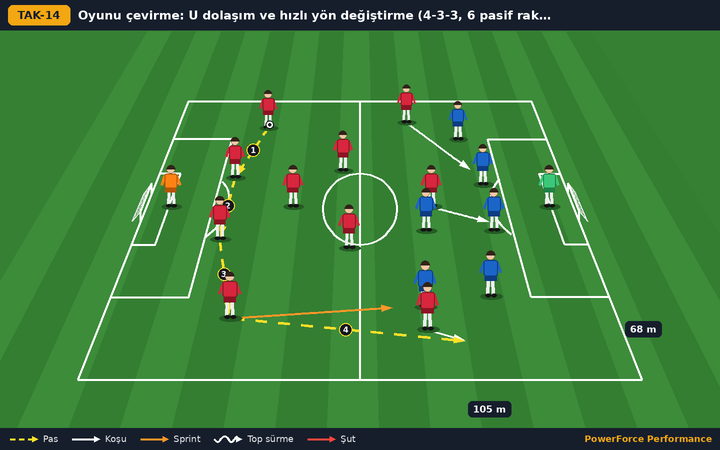 TAK-14 Oyunu çevirme: U dolaşım ve hızlı yön değiştirme (4-3-3, 6 pasif rak...
1
2
3
4
68 m
105 m
Pas Koşu Sprint Top sürme Şut PowerForce Performance